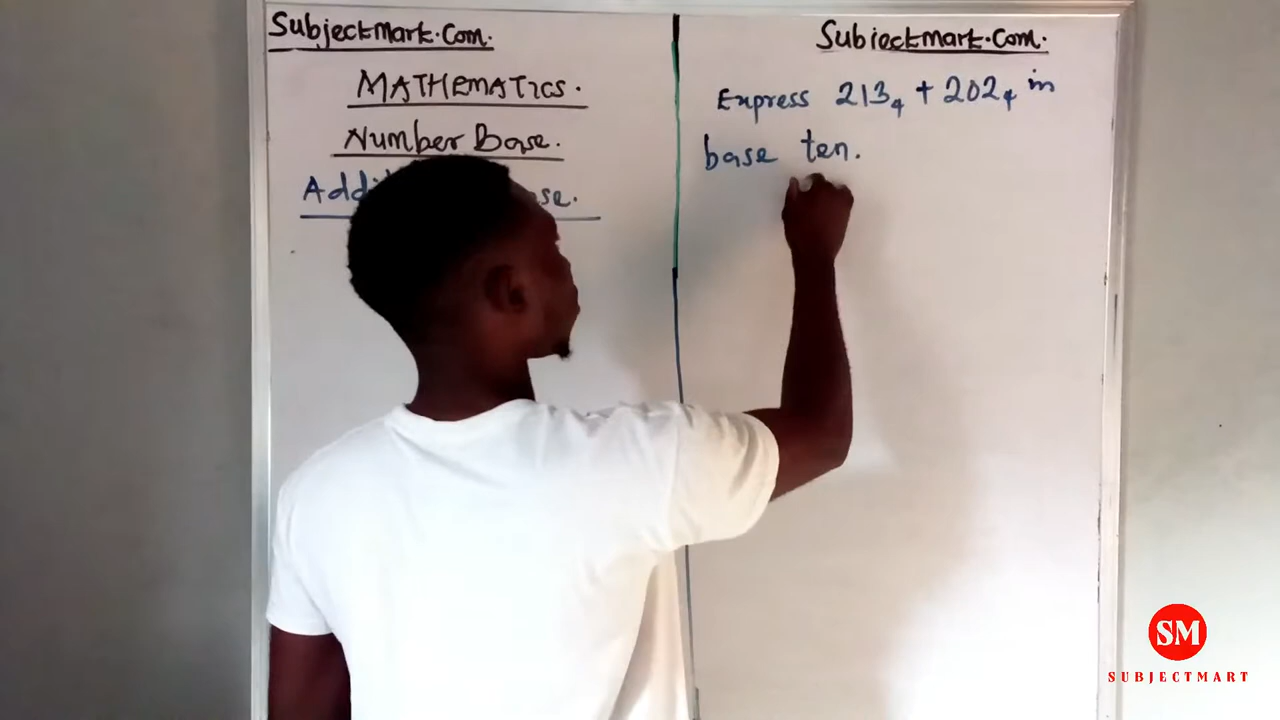 Subjectmark.Com.
MATHEMATICS.
Number Base.
Subjectmark.Com.
Express 213₄ + 202₄ in
base ten.
SM
SUBJECTMART